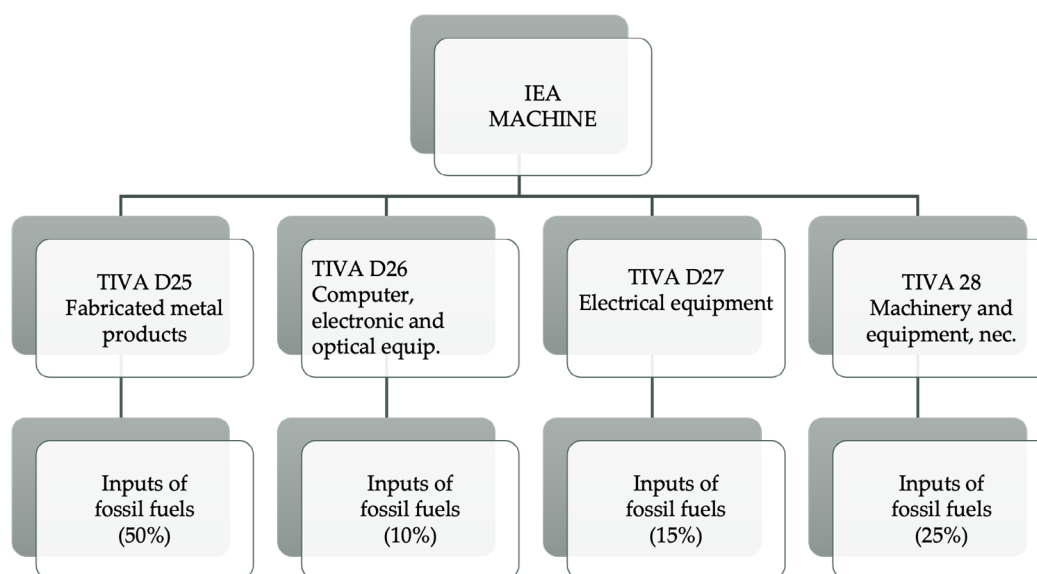 IEA
MACHINE
TIVA D25
Fabricated metal
products
TIVA D26
Computer,
electronic and
optical equip.
TIVA D27
Electrical equipment
TIVA 28
Machinery and
equipment, nec.
Inputs of
fossil fuels
(50%)
Inputs of
fossil fuels
(10%)
Inputs of
fossil fuels
(15%)
Inputs of
fossil fuels
(25%)